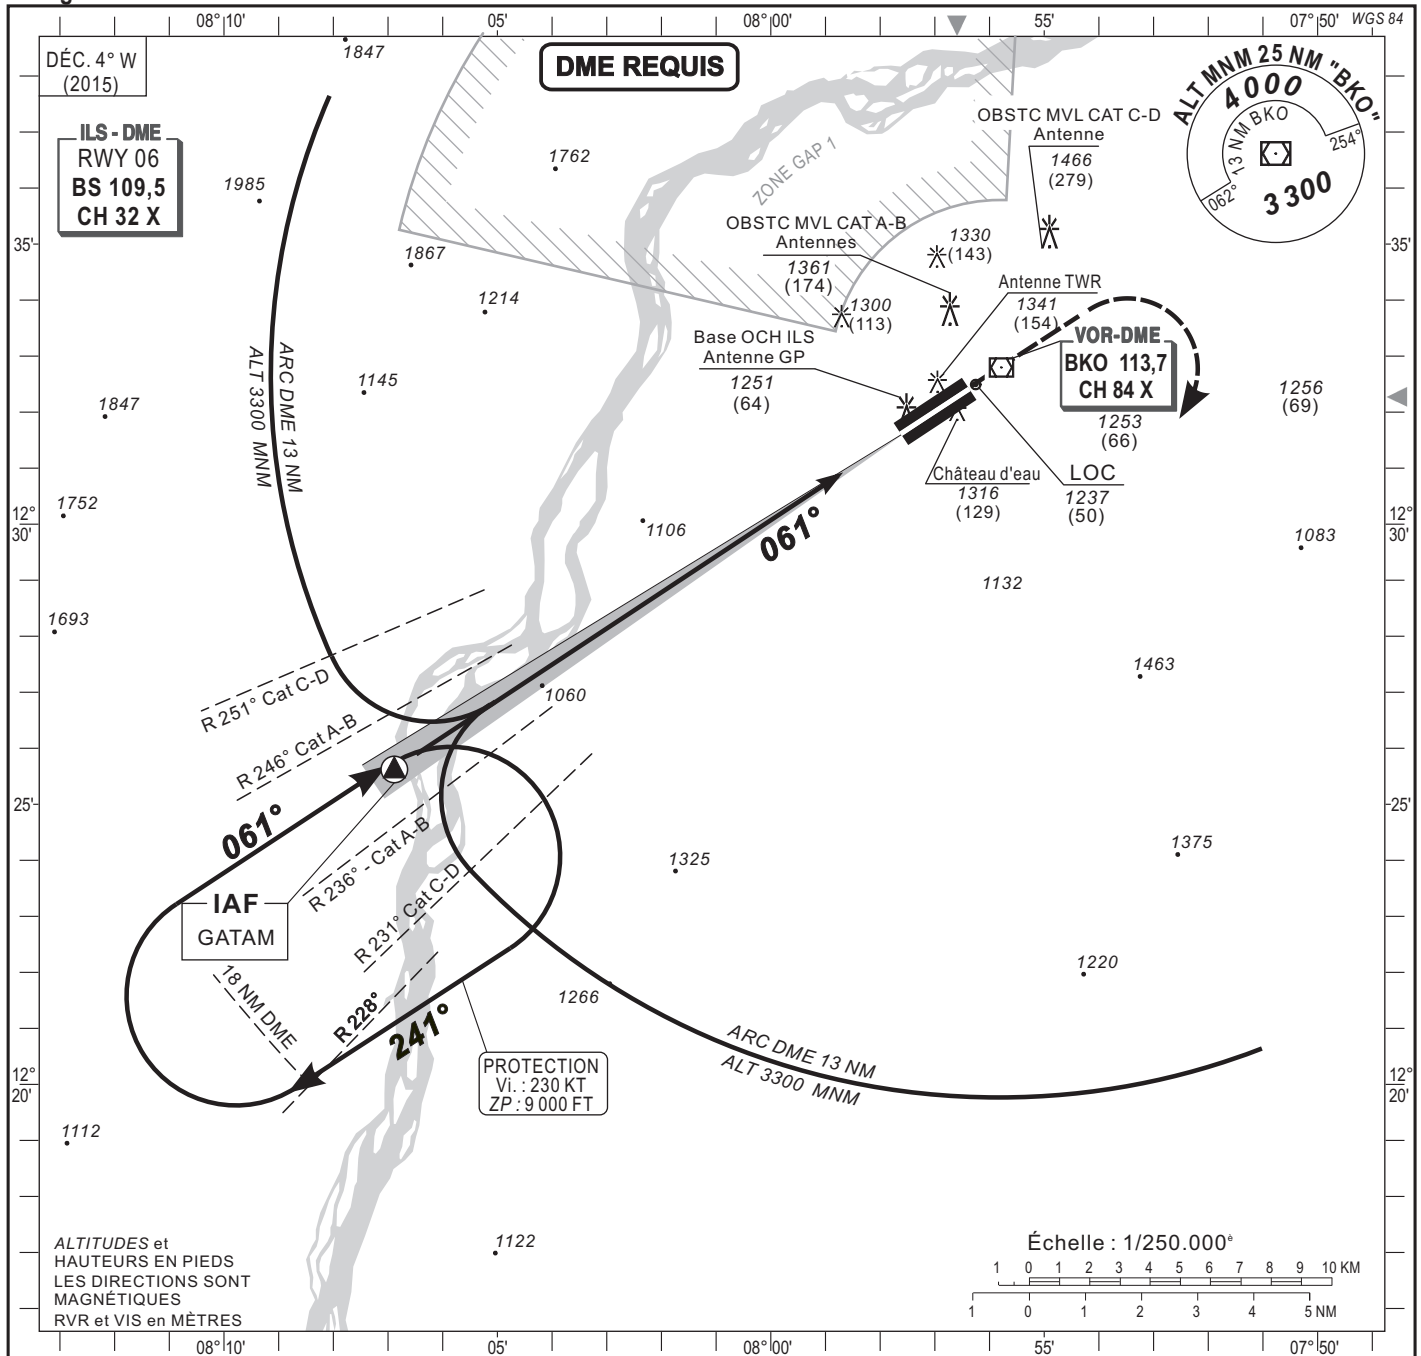 08°10'
05'
08°00'
55'
07°50'
WGS 84
DÉC. 4° W
(2015)
1847
DME REQUIS
ALT MNM 25 NM "BKO"
4 000
13 NM BKO
254°
062°
3 300
ILS - DME
RWY 06
BS 109,5
CH 32 X
1985
1762
ZONE GAP 1
OBSTC MVL CAT C-D
Antenne
1466
(279)
35'
35'
1867
OBSTC MVL CAT A-B
Antennes
1361
(174)
1330
(143)
1214
1300
(113)
Antenne TWR
1341
(154)
Base OCH ILS
Antenne GP
1251
(64)
VOR-DME
BKO 113,7
CH 84 X
ARC DME 13 NM
ALT 3300 MNM
1145
1847
1256
(69)
1253
(66)
Château d'eau
1316
(129)
LOC
1237
(50)
1752
12°
30'
12°
30'
1106
061°
1083
1132
1693
R 251° Cat C-D
1463
1060
R 246° Cat A-B
25'
25'
061°
R 236° - Cat A-B
1325
1375
R 231° Cat C-D
IAF
GATAM
18 NM DME
R 228°
241°
1266
1220
ARC DME 13 NM
ALT 3300 MNM
PROTECTION
Vi. : 230 KT
ZP : 9 000 FT
12°
20'
12°
20'
1112
1122
ALTITUDES et
HAUTEURS EN PIEDS
LES DIRECTIONS SONT
MAGNÉTIQUES
RVR et VIS en MÈTRES
Échelle : 1/250.000è
1 0 1 2 3 4 5 6 7 8 9 10 KM
1 0 1 2 3 4 5 NM
08°10'
05'
08°00'
55'
07°50'